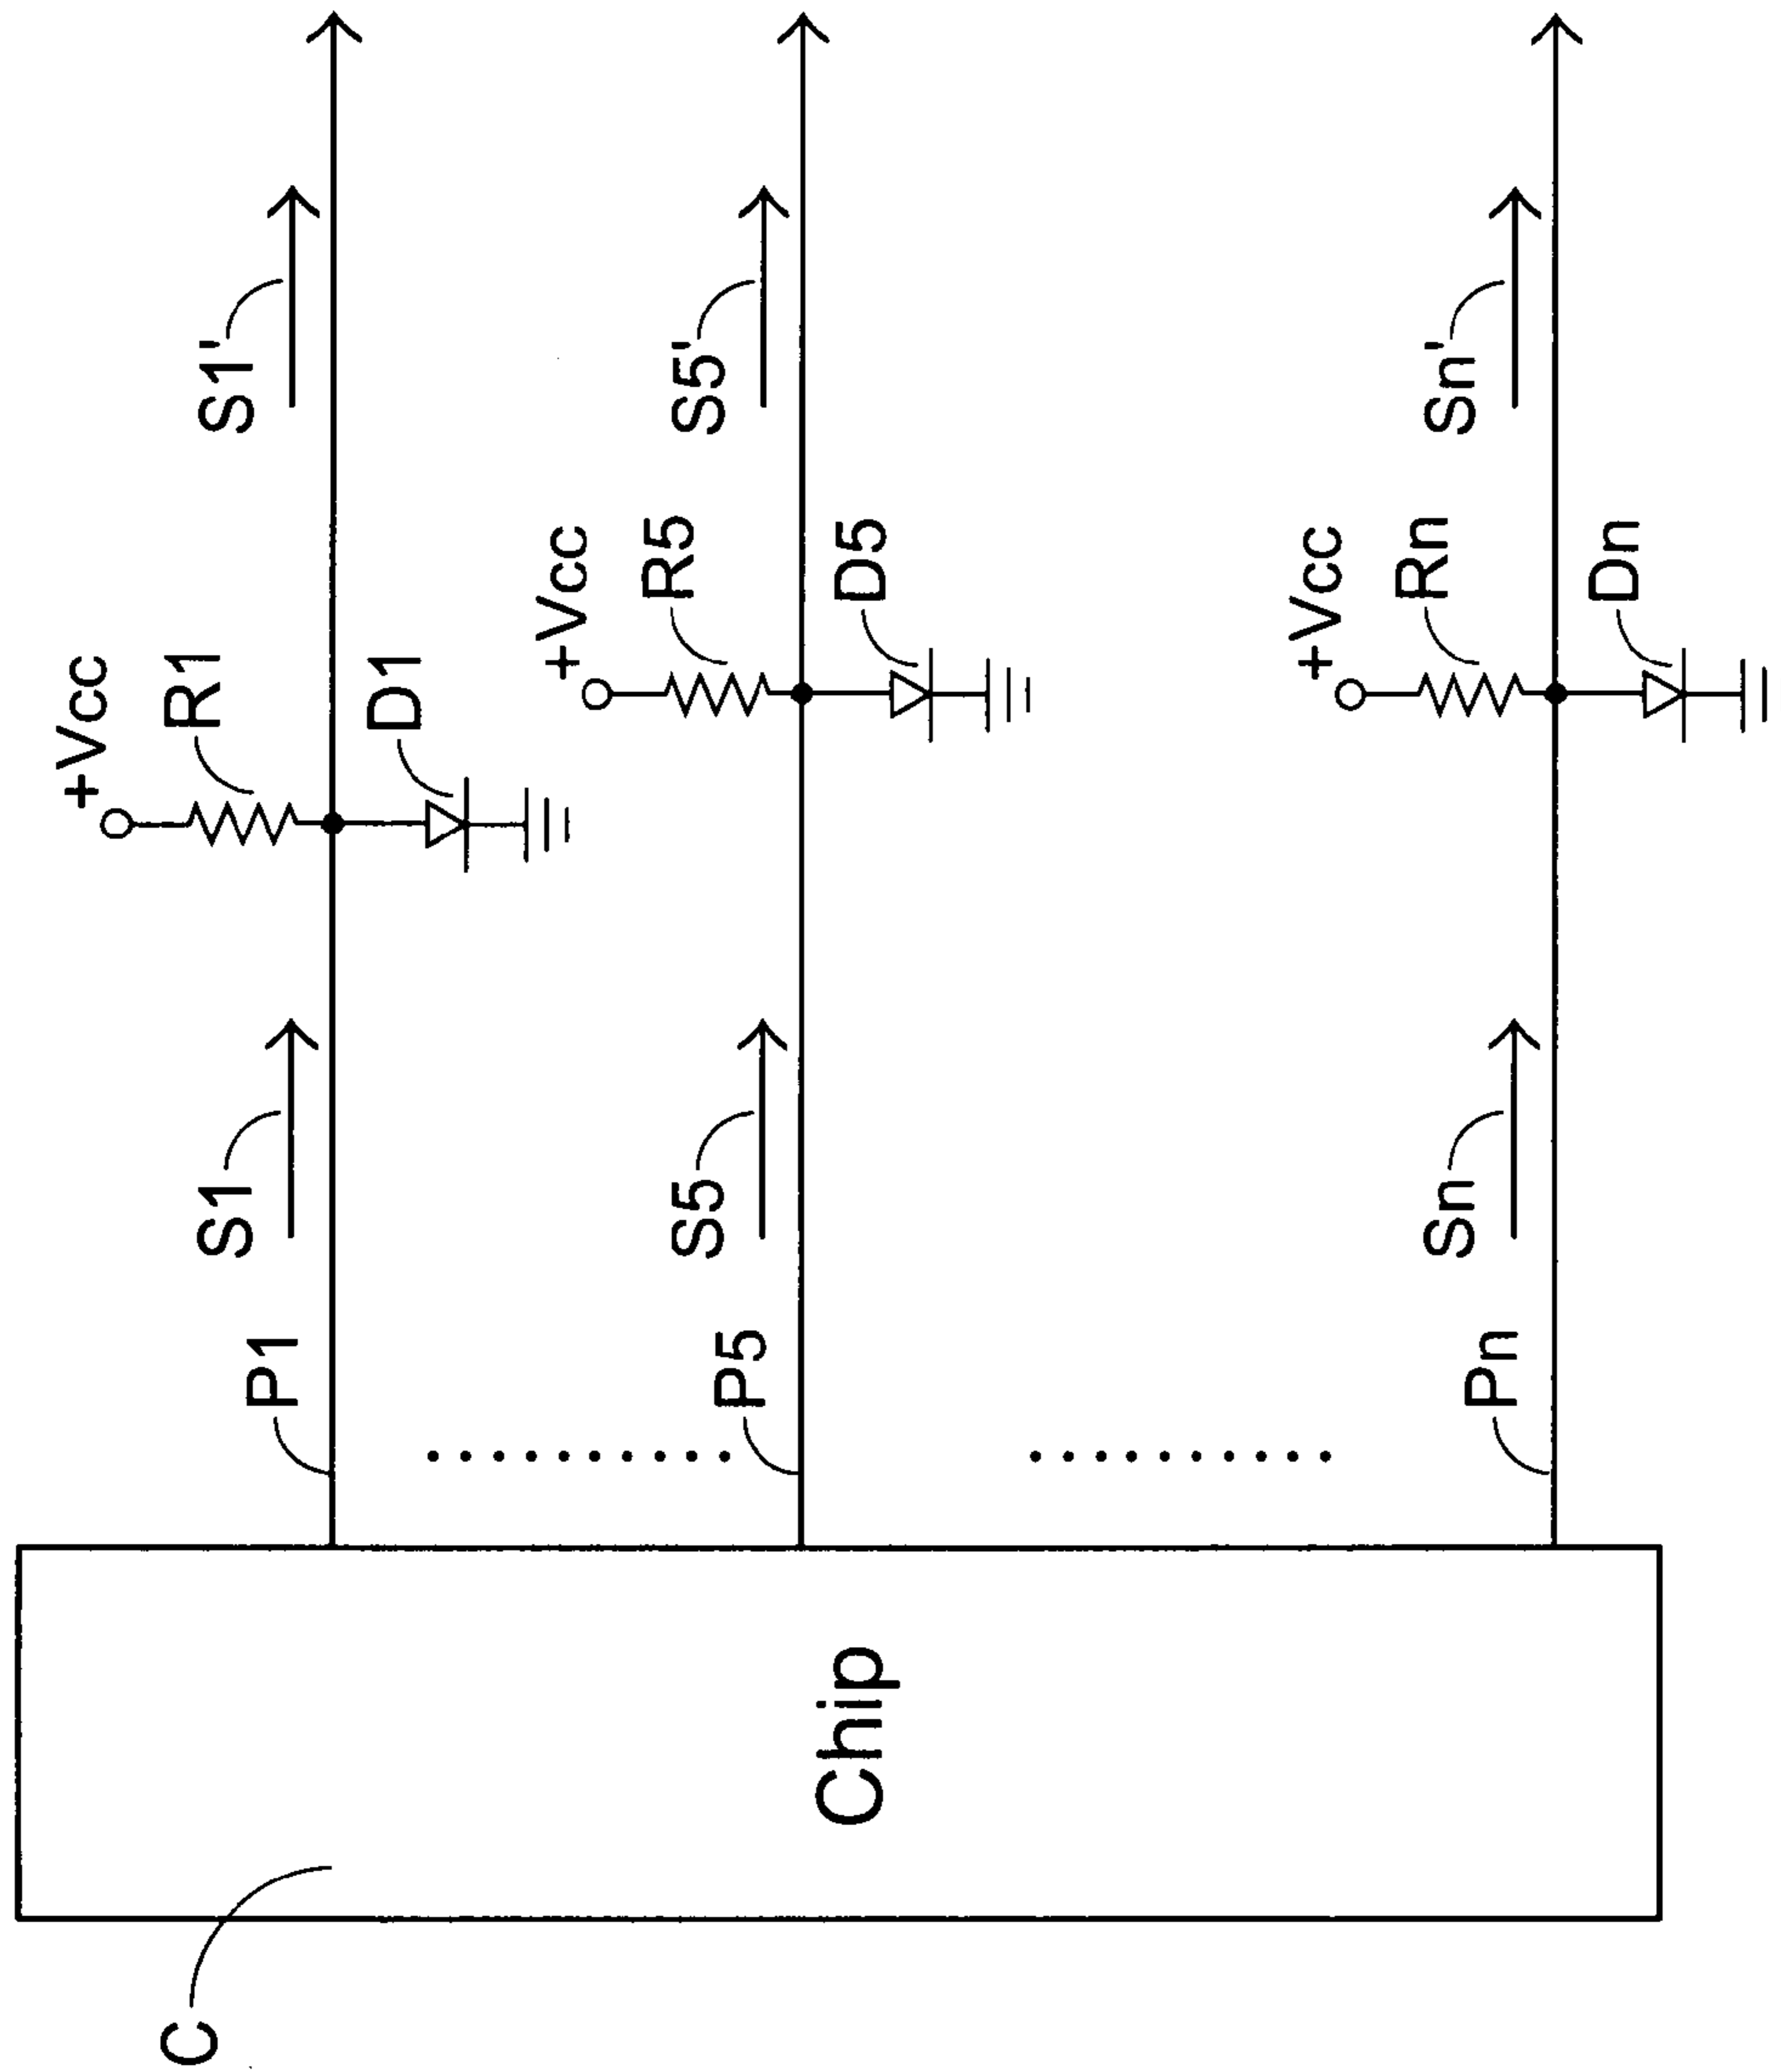 C
Chip
P1
S1
+Vcc
R1
D1
S1'
P5
S5
+Vcc
R5
D5
S5'
Pn
Sn
+Vcc
Rn
Dn
Sn'